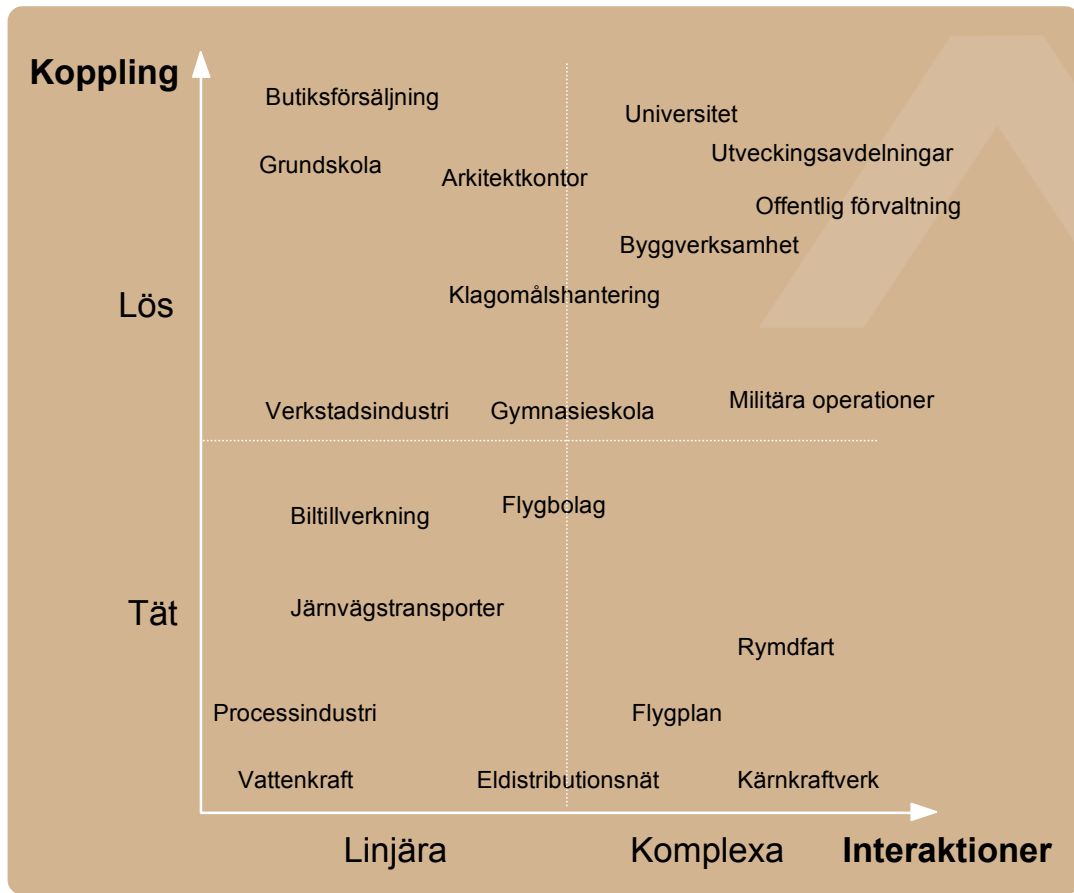 Koppling
Butiksförsäljning
Universitet
Utveckingsavdelningar
Grundskola
Arkitektkontor
Offentlig förvaltning
Byggverksamhet
Lös
Klagomålshantering
Verkstadsindustri
Gymnasieskola
Militära operationer
Biltillverkning
Flygbolag
Tät
Järnvägstransporter
Rymdfart
Processindustri
Flygplan
Vattenkraft
Eldistributionsnät
Kärnkraftverk
Linjära
Komplexa
Interaktioner